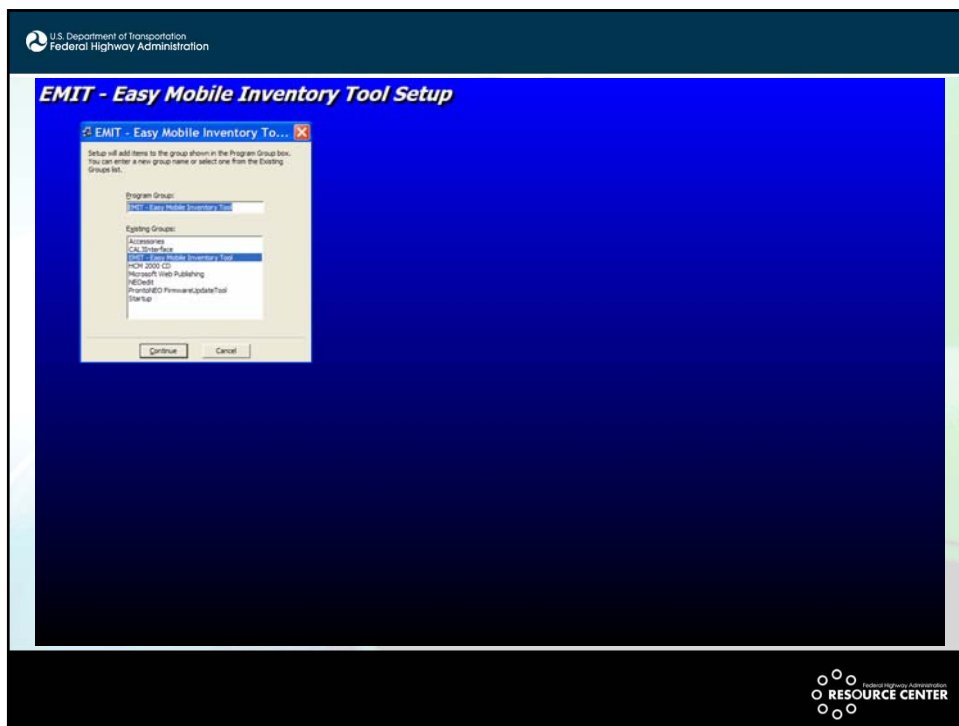 U.S. Department of Transportation
Federal Highway Administration
EMIT - Easy Mobile Inventory Tool Setup
EMIT - Easy Mobile Inventory To...
Setup will add items to the group shown in the Program Group box.
You can enter a new group name or select one from the Existing
Groups list.
Program Group:
EMIT - Easy Mobile Inventory Tool
Existing Groups:
Accessories
CAL3Interface
EMIT - Easy Mobile Inventory Tool
HCM 2000 CD
Microsoft Web Publishing
NEOedit
ProntoNEO FirmwareUpdateTool
Startup
Continue Cancel
Federal Highway Administration
RESOURCE CENTER